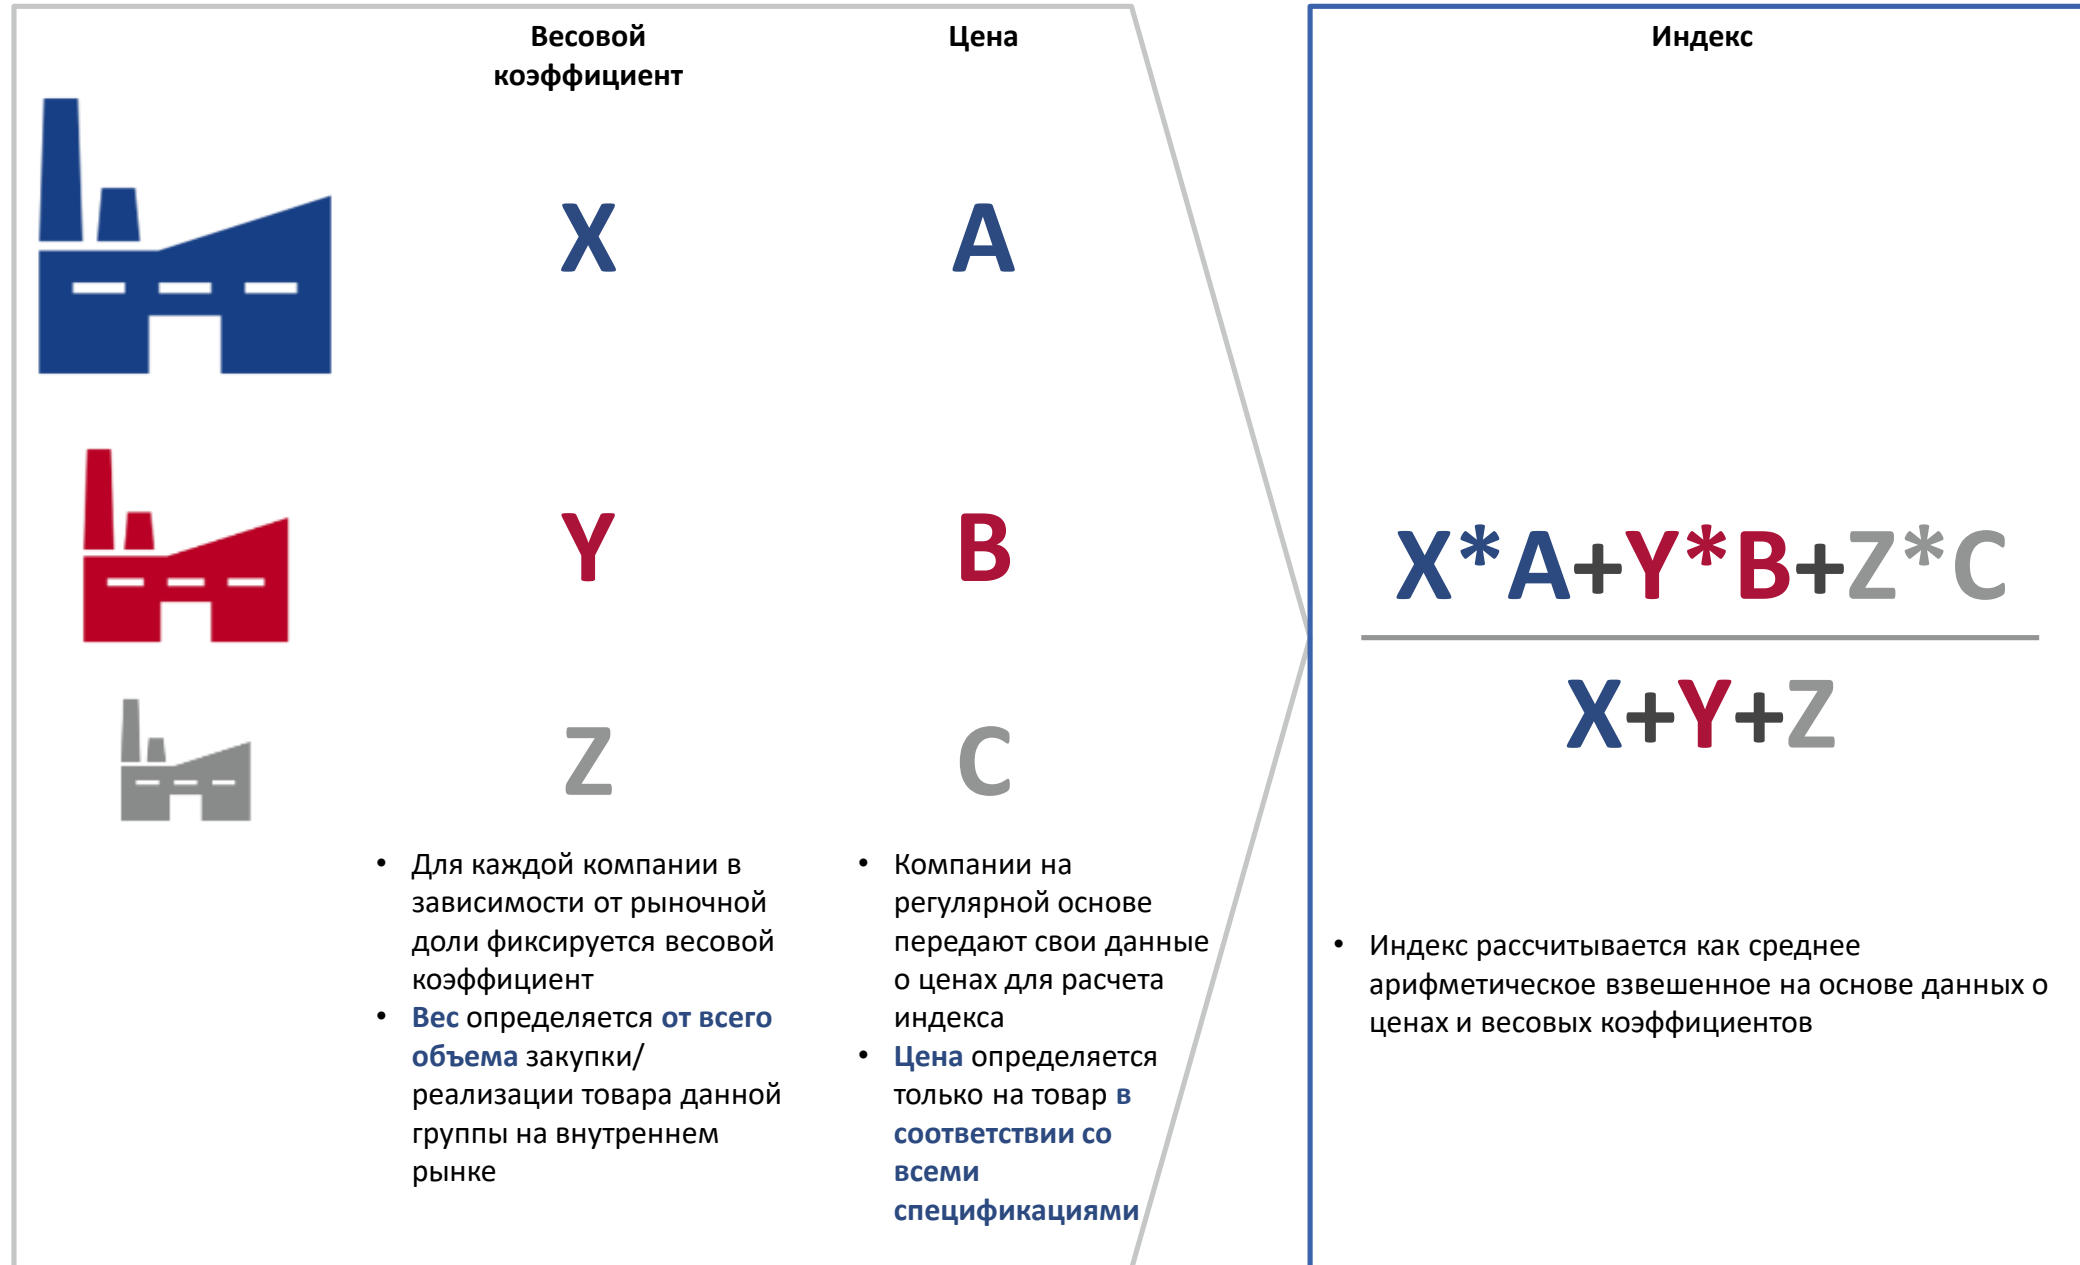 Весовой
коэффициент
Цена
Индекс
X
A
Y
B
X*A+Y*B+Z*C
X+Y+Z
Z
C
• Для каждой компании в
зависимости от рыночной
доли фиксируется весовой
коэффициент
• Вес определяется от всего
объема закупки/
реализации товара данной
группы на внутреннем
рынке
• Компании на
регулярной основе
передают свои данные
о ценах для расчета
индекса
• Цена определяется
только на товар в
соответствии со
всеми
спецификациями
• Индекс рассчитывается как среднее
арифметическое взвешенное на основе данных о
ценах и весовых коэффициентов